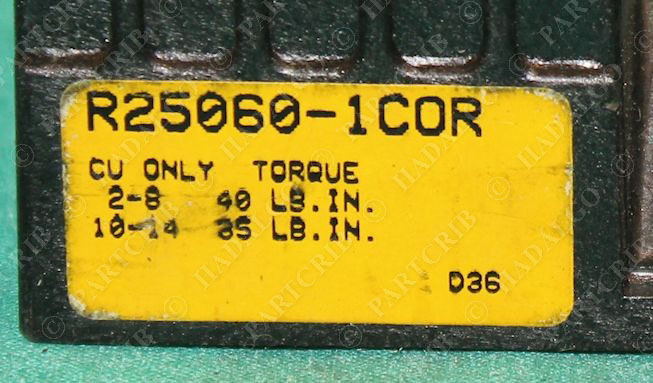 R25060-1COR
CU ONLY TORQUE
2-8 40 LB.IN.
10-14 35 LB.IN.
D36